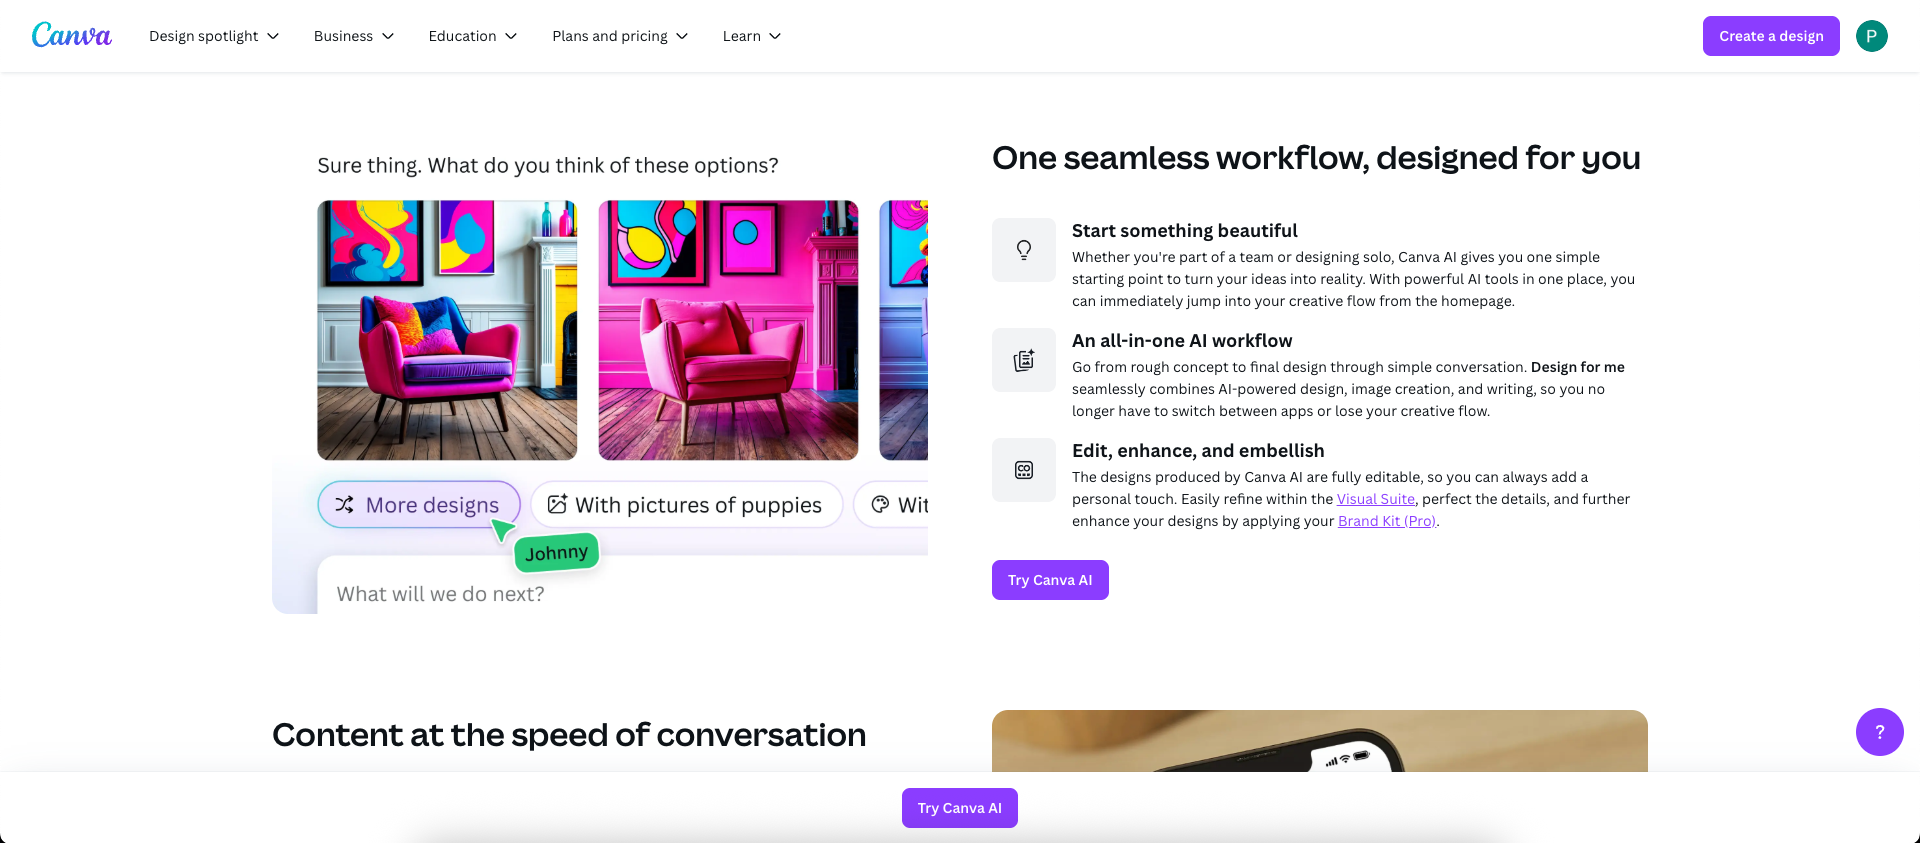 Canva
Design spotlight
Business
Education
Plans and pricing
Learn
Create a design
P
Sure thing. What do you think of these options?
More designs
With pictures of puppies
Wit
Johnny
What will we do next?
One seamless workflow, designed for you
Start something beautiful
Whether you're part of a team or designing solo, Canva AI gives you one simple
starting point to turn your ideas into reality. With powerful AI tools in one place, you
can immediately jump into your creative flow from the homepage.
An all-in-one AI workflow
Go from rough concept to final design through simple conversation. Design for me
seamlessly combines AI-powered design, image creation, and writing, so you no
longer have to switch between apps or lose your creative flow.
Edit, enhance, and embellish
The designs produced by Canva AI are fully editable, so you can always add a
personal touch. Easily refine within the Visual Suite, perfect the details, and further
enhance your designs by applying your Brand Kit (Pro).
Try Canva AI
Content at the speed of conversation
?
Try Canva AI